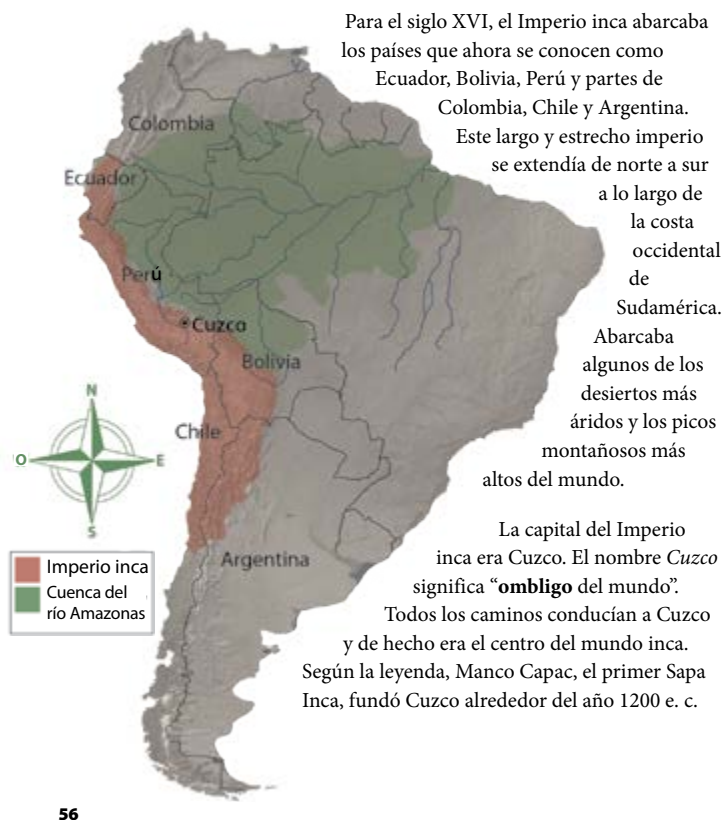 Para el siglo XVI, el Imperio inca abarcaba
los países que ahora se conocen como
Ecuador, Bolivia, Perú y partes de
Colombia, Chile y Argentina.
Este largo y estrecho imperio
se extendía de norte a sur
a lo largo de
la costa
occidental
de
Sudamérica.
Abarcaba
algunos de los
desiertos más
áridos y los picos
montañosos más
altos del mundo.
La capital del Imperio
inca era Cuzco. El nombre Cuzco
significa “ombligo del mundo”.
Todos los caminos conducían a Cuzco
y de hecho era el centro del mundo inca.
Según la leyenda, Manco Capac, el primer Sapa
Inca, fundó Cuzco alrededor del año 1200 e. c.
Colombia
Ecuador
Perú
Cuzco
Bolivia
Chile
Argentina
N
O
E
S
Imperio inca
Cuenca del
río Amazonas
56